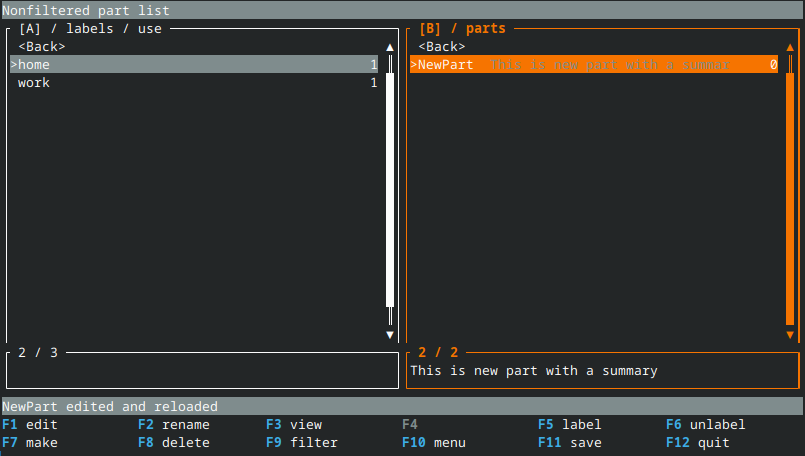 Nonfiltered part list
[A] / labels / use
<Back>
>home 1
work 1
2 / 3
[B] / parts
<Back>
>NewPart This is new part with a summar 0
2 / 2
This is new part with a summary
NewPart edited and reloaded
F1 edit F2 rename F3 view F4 F5 label F6 unlabel
F7 make F8 delete F9 filter F10 menu F11 save F12 quit